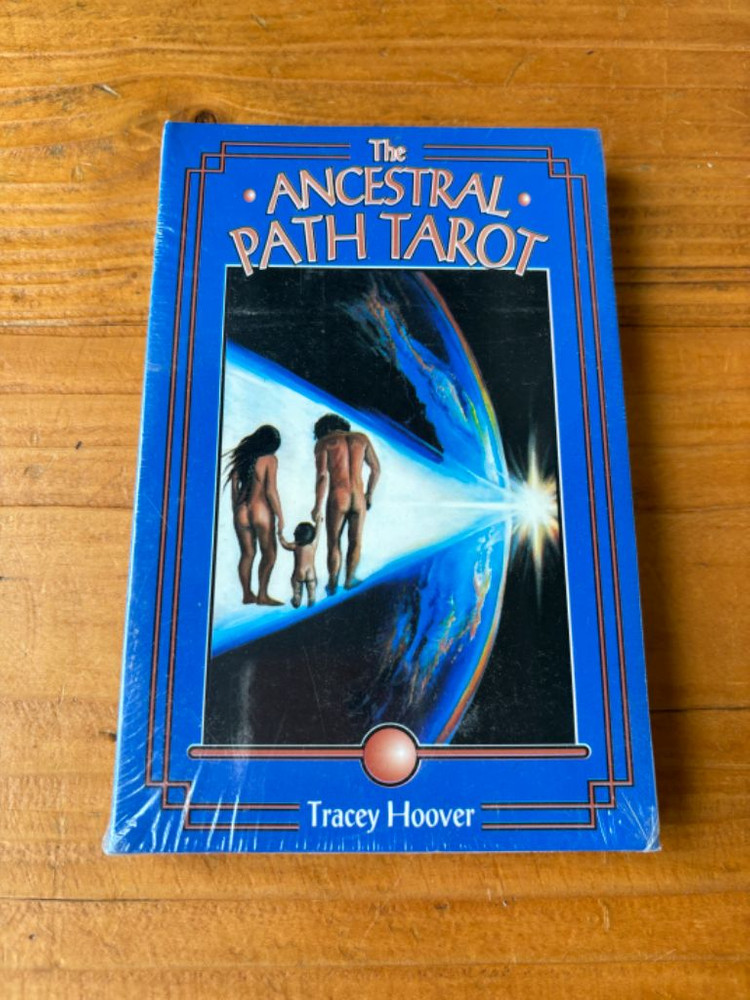 The
ANCESTRAL
PATH TAROT
Tracey Hoover